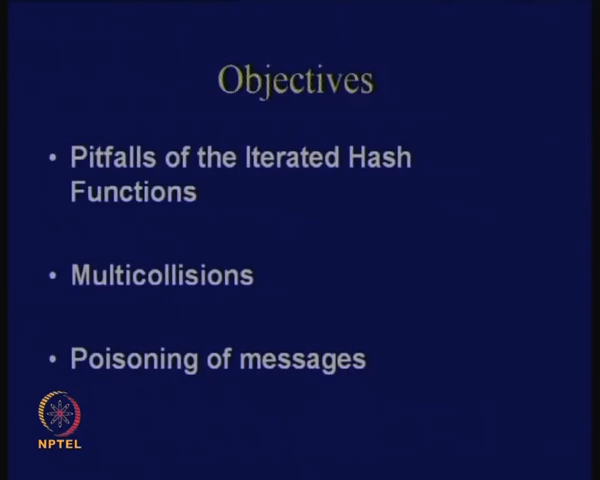 Objectives
• Pitfalls of the Iterated Hash
Functions
• Multicollisions
• Poisoning of messages
NPTEL